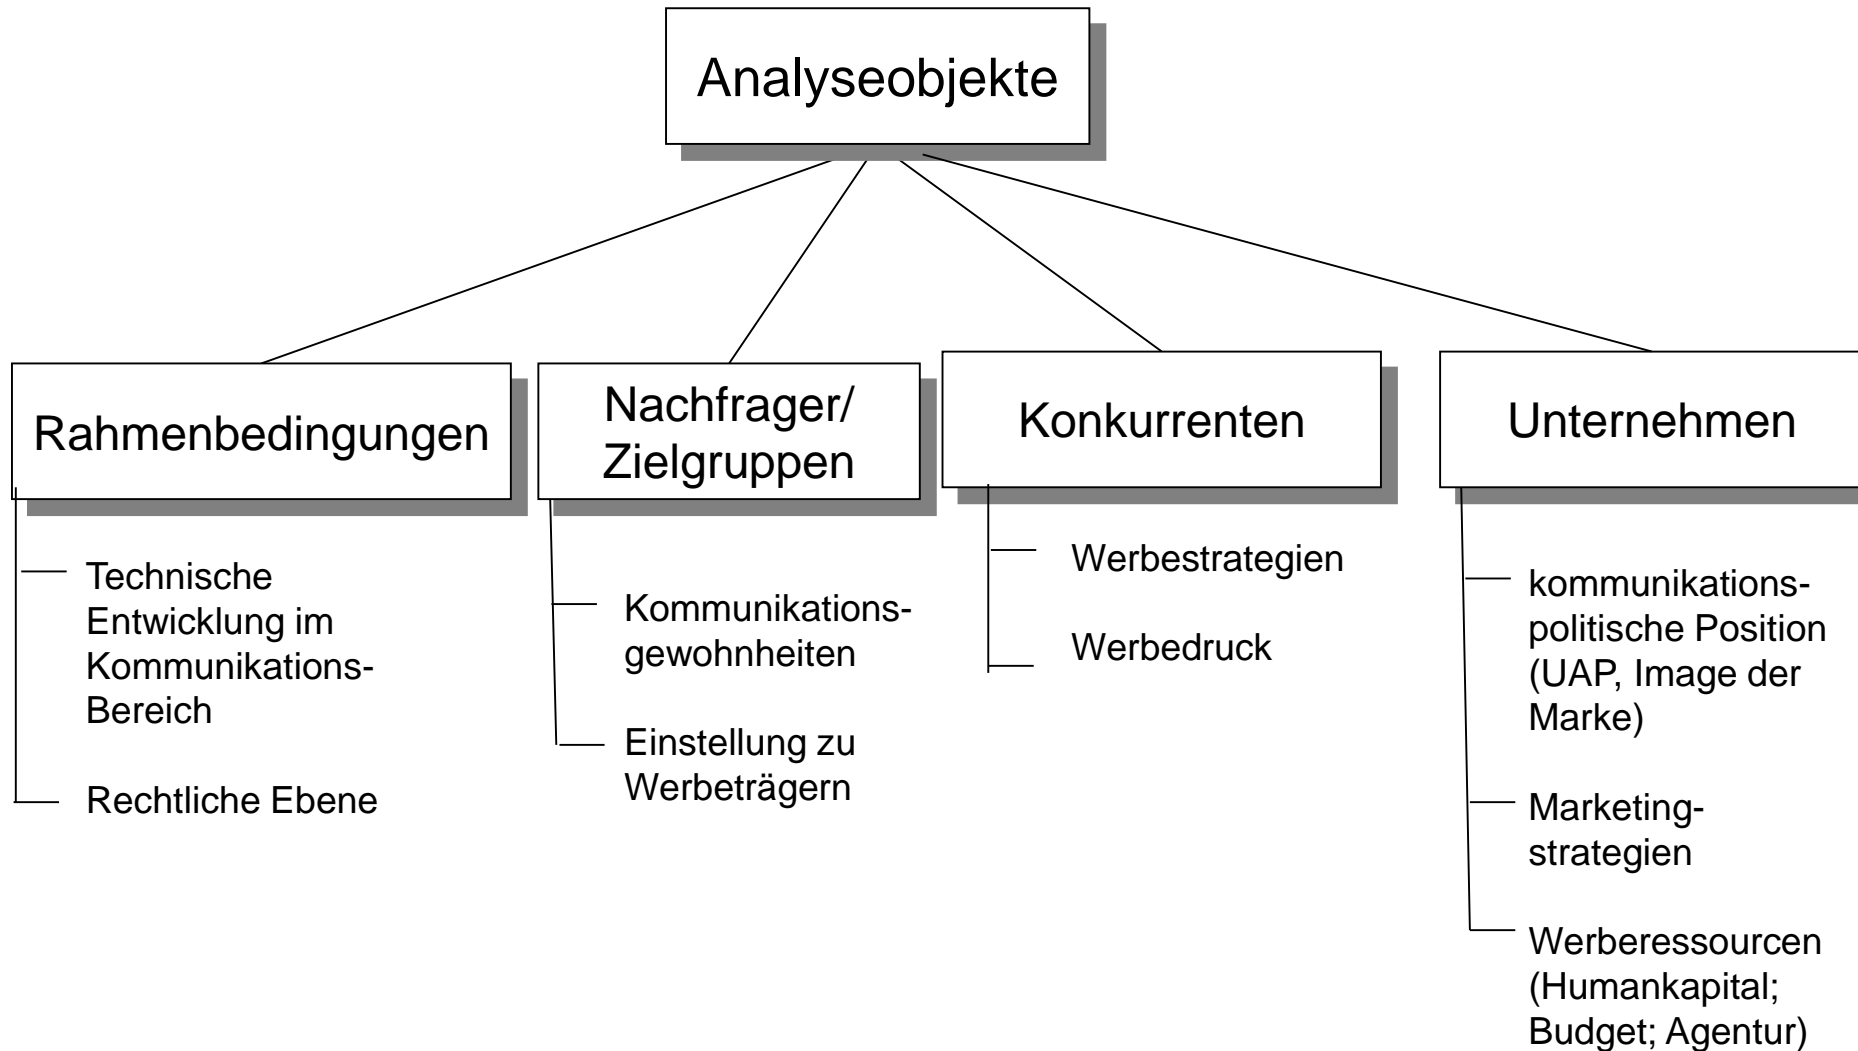 Analyseobjekte
Rahmenbedingungen
Technische
Entwicklung im
Kommunikations-
Bereich
Rechtliche Ebene
Nachfrager/
Zielgruppen
Kommunikations-
gewohnheiten
Einstellung zu
Werbeträgern
Konkurrenten
Werbestrategien
Werbedruck
Unternehmen
kommunikations-
politische Position
(UAP, Image der
Marke)
Marketing-
strategien
Werberessourcen
(Humankapital;
Budget; Agentur)